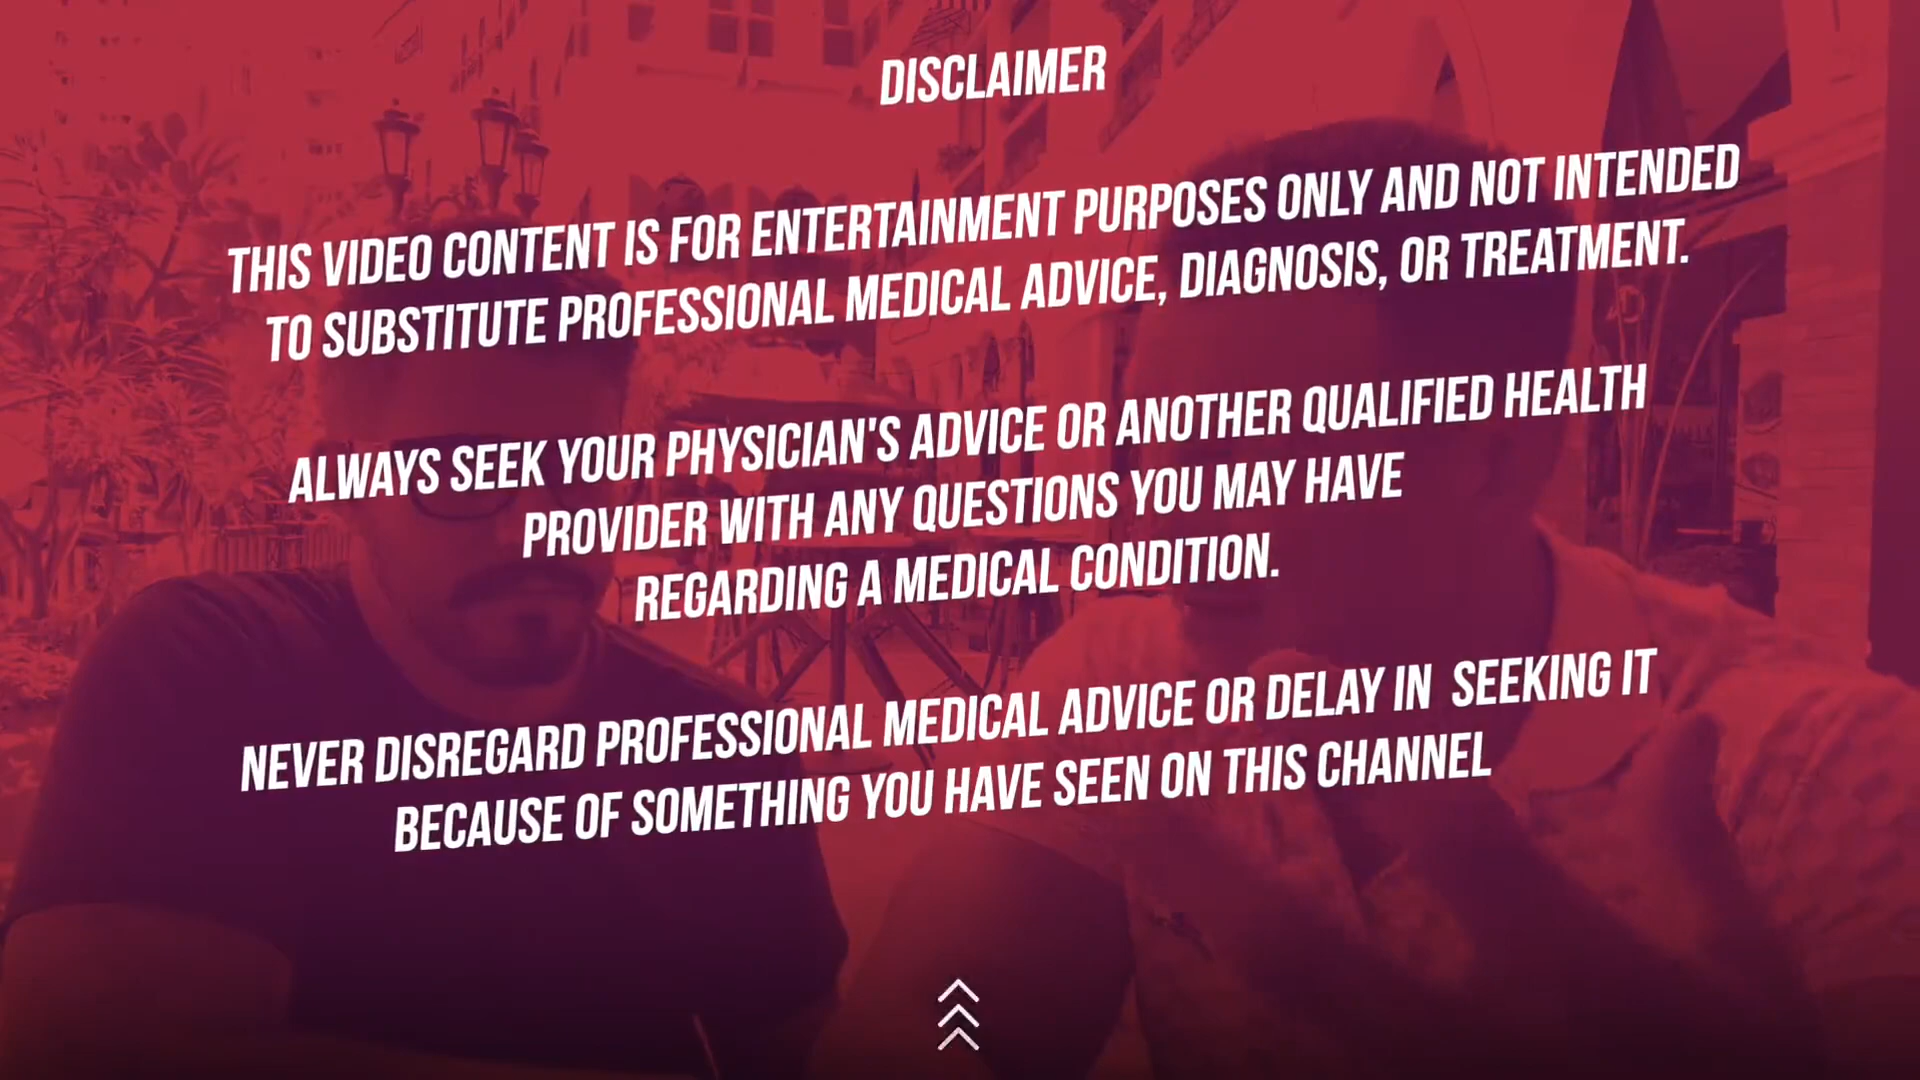 DISCLAIMER
THIS VIDEO CONTENT IS FOR ENTERTAINMENT PURPOSES ONLY AND NOT INTENDED
TO SUBSTITUTE PROFESSIONAL MEDICAL ADVICE, DIAGNOSIS, OR TREATMENT.
ALWAYS SEEK YOUR PHYSICIAN'S ADVICE OR ANOTHER QUALIFIED HEALTH
PROVIDER WITH ANY QUESTIONS YOU MAY HAVE
REGARDING A MEDICAL CONDITION.
NEVER DISREGARD PROFESSIONAL MEDICAL ADVICE OR DELAY IN SEEKING IT
BECAUSE OF SOMETHING YOU HAVE SEEN ON THIS CHANNEL